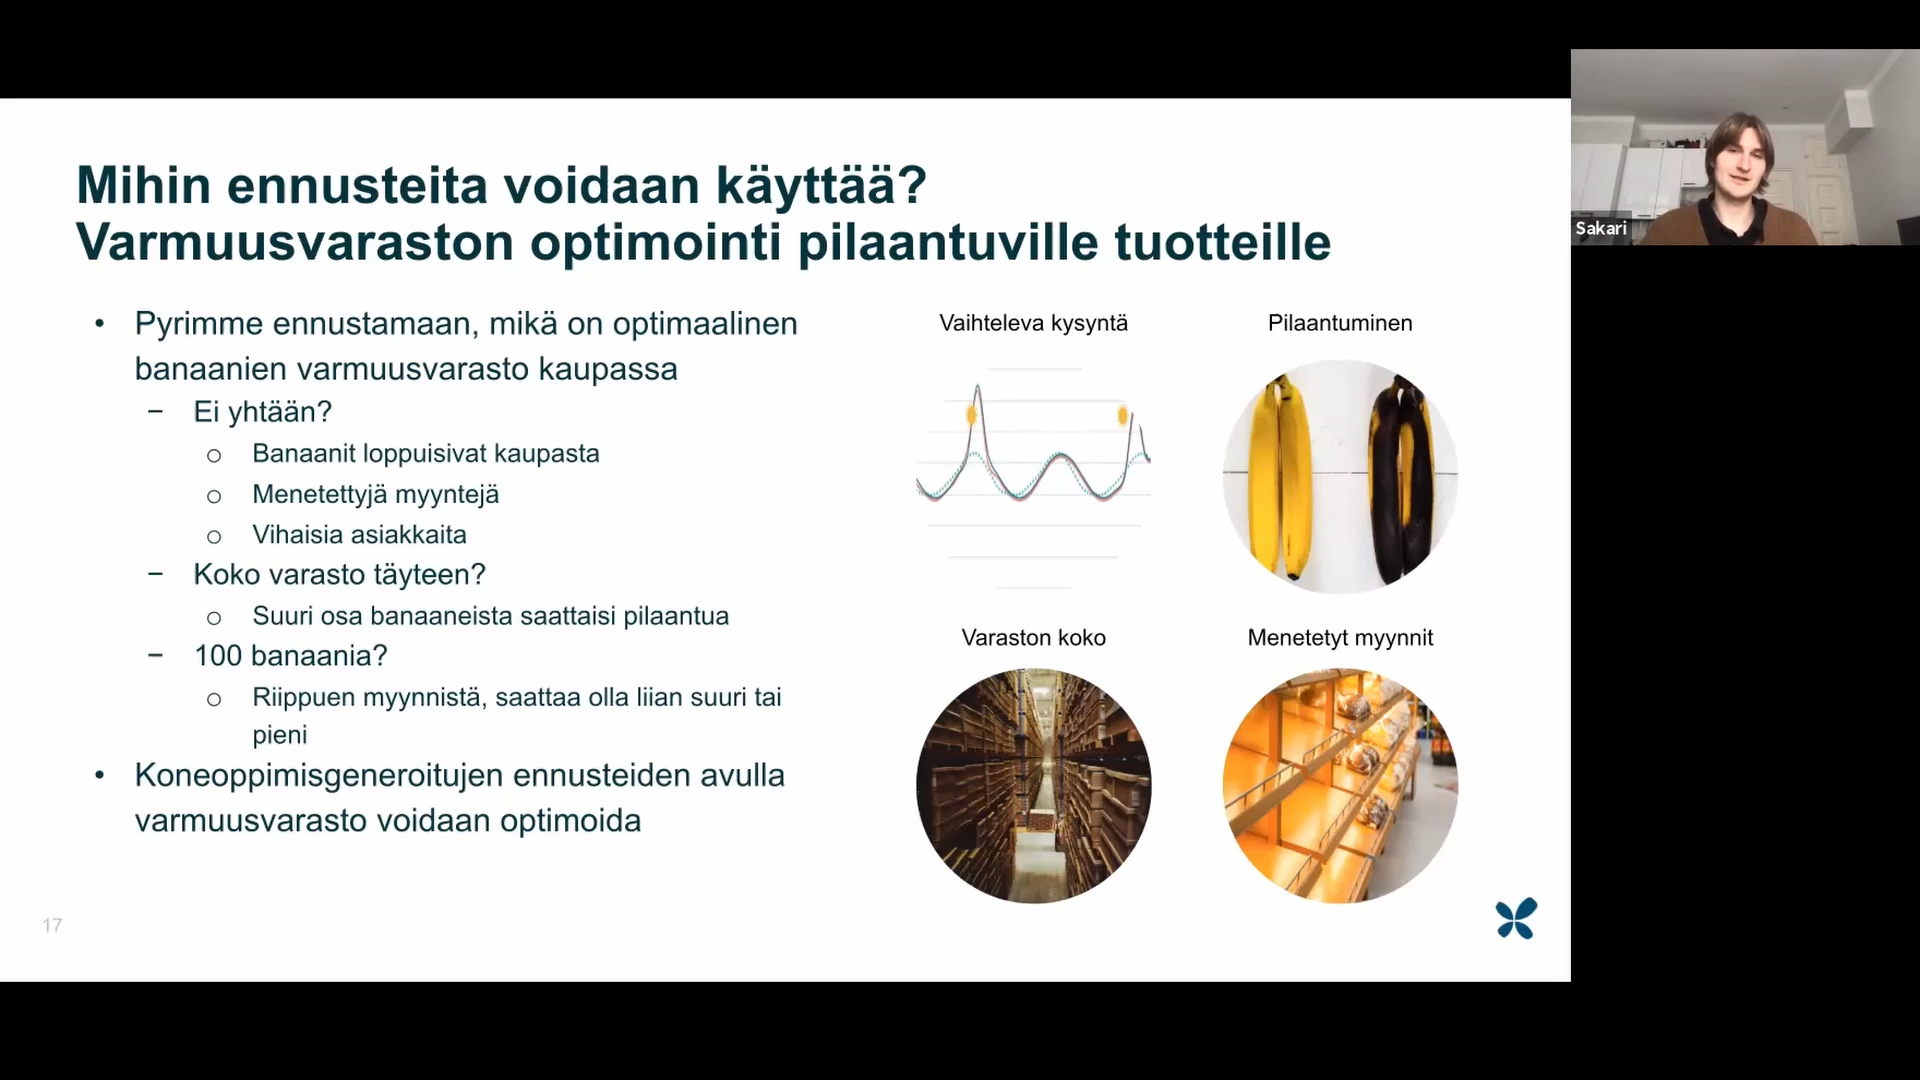 Mihin ennusteita voidaan käyttää?
Varmuusvaraston optimointi pilaantuville tuotteille
• Pyrimme ennustamaan, mikä on optimaalinen
banaanien varmuusvarasto kaupassa
– Ei yhtään?
o Banaanit loppuisivat kaupasta
o Menetettyjä myyntejä
o Vihaisia asiakkaita
– Koko varasto täyteen?
o Suuri osa banaaneista saattaisi pilaantua
– 100 banaania?
o Riippuen myynnistä, saattaa olla liian suuri tai
pieni
• Koneoppimisgeneroitujen ennusteiden avulla
varmuusvarasto voidaan optimoida
Vaihteleva kysyntä
Pilaantuminen
Varaston koko
Menetetyt myynnit
17
Sakari